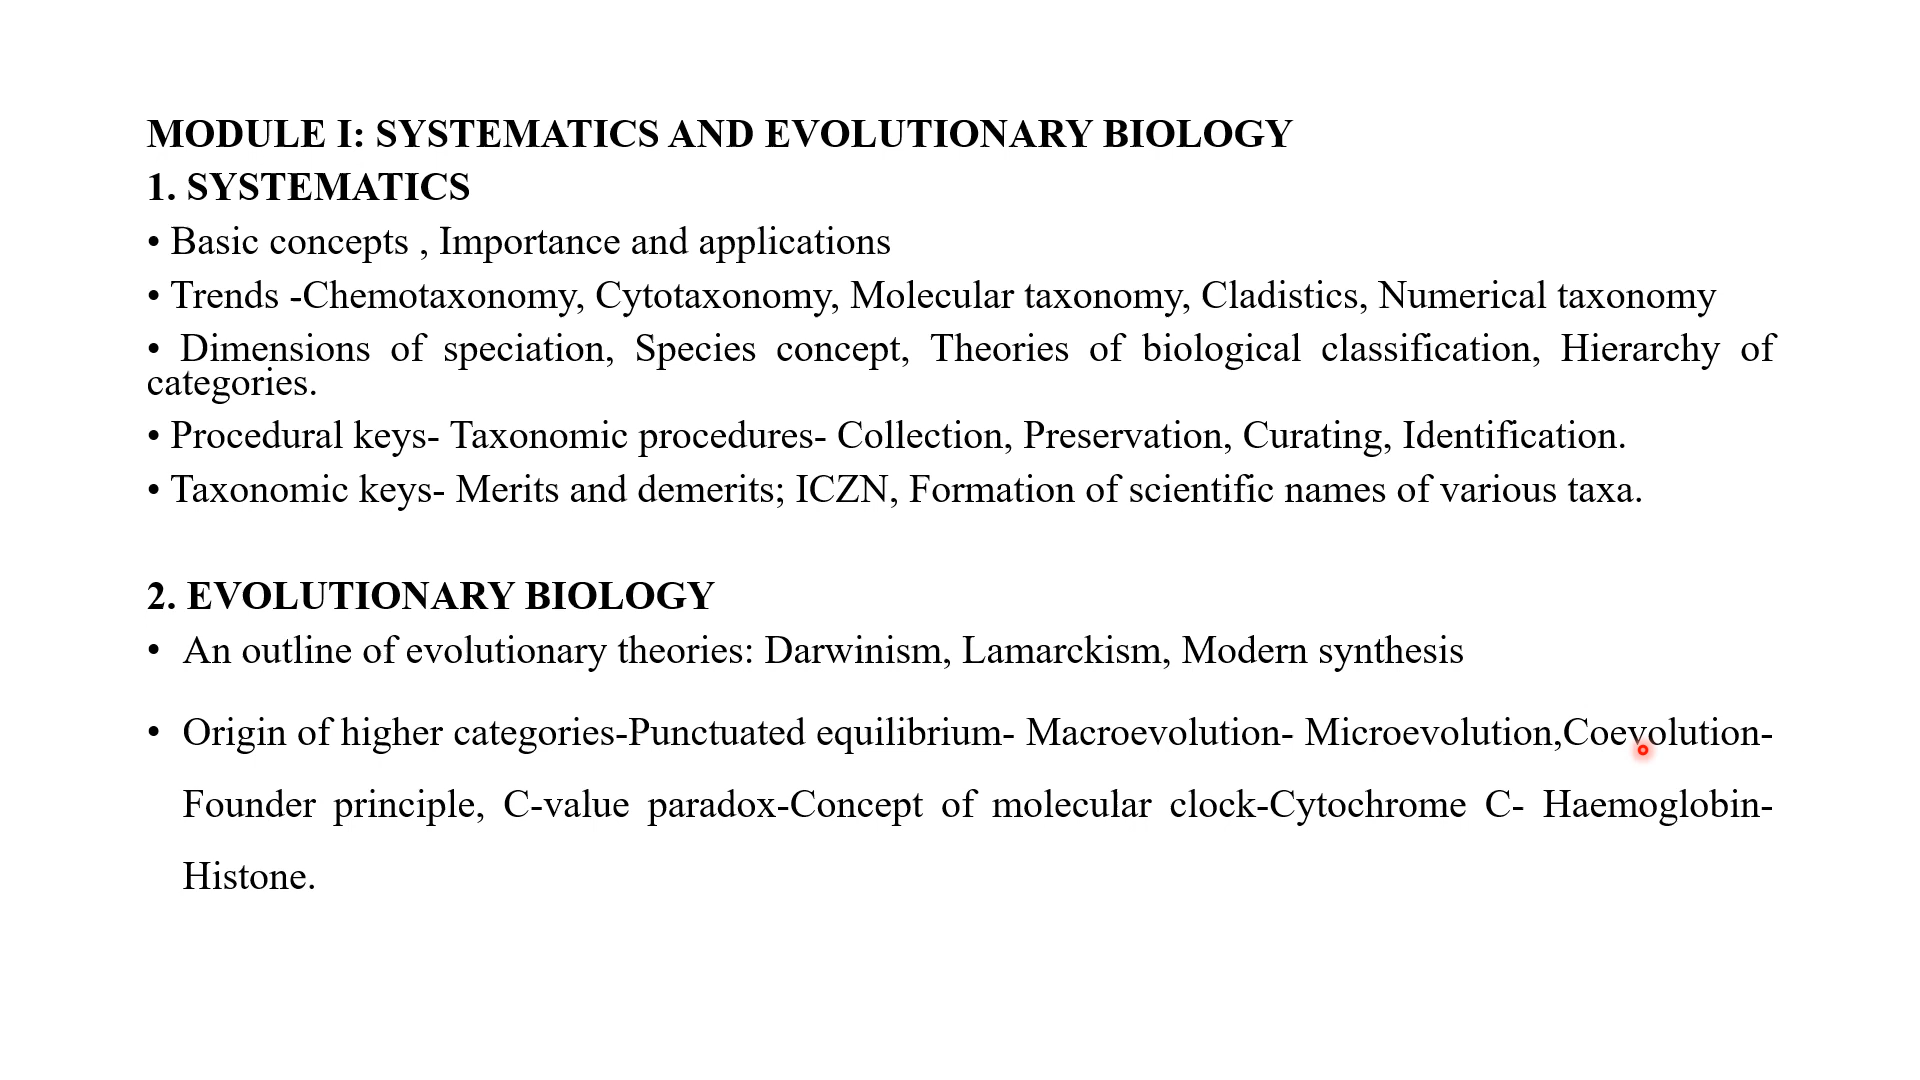 MODULE I: SYSTEMATICS AND EVOLUTIONARY BIOLOGY
1. SYSTEMATICS
• Basic concepts , Importance and applications
• Trends -Chemotaxonomy, Cytotaxonomy, Molecular taxonomy, Cladistics, Numerical taxonomy
• Dimensions of speciation, Species concept, Theories of biological classification, Hierarchy of
categories.
• Procedural keys- Taxonomic procedures- Collection, Preservation, Curating, Identification.
• Taxonomic keys- Merits and demerits; ICZN, Formation of scientific names of various taxa.
2. EVOLUTIONARY BIOLOGY
• An outline of evolutionary theories: Darwinism, Lamarckism, Modern synthesis
• Origin of higher categories-Punctuated equilibrium- Macroevolution- Microevolution,Coevolution-
Founder principle, C-value paradox-Concept of molecular clock-Cytochrome C- Haemoglobin-
Histone.